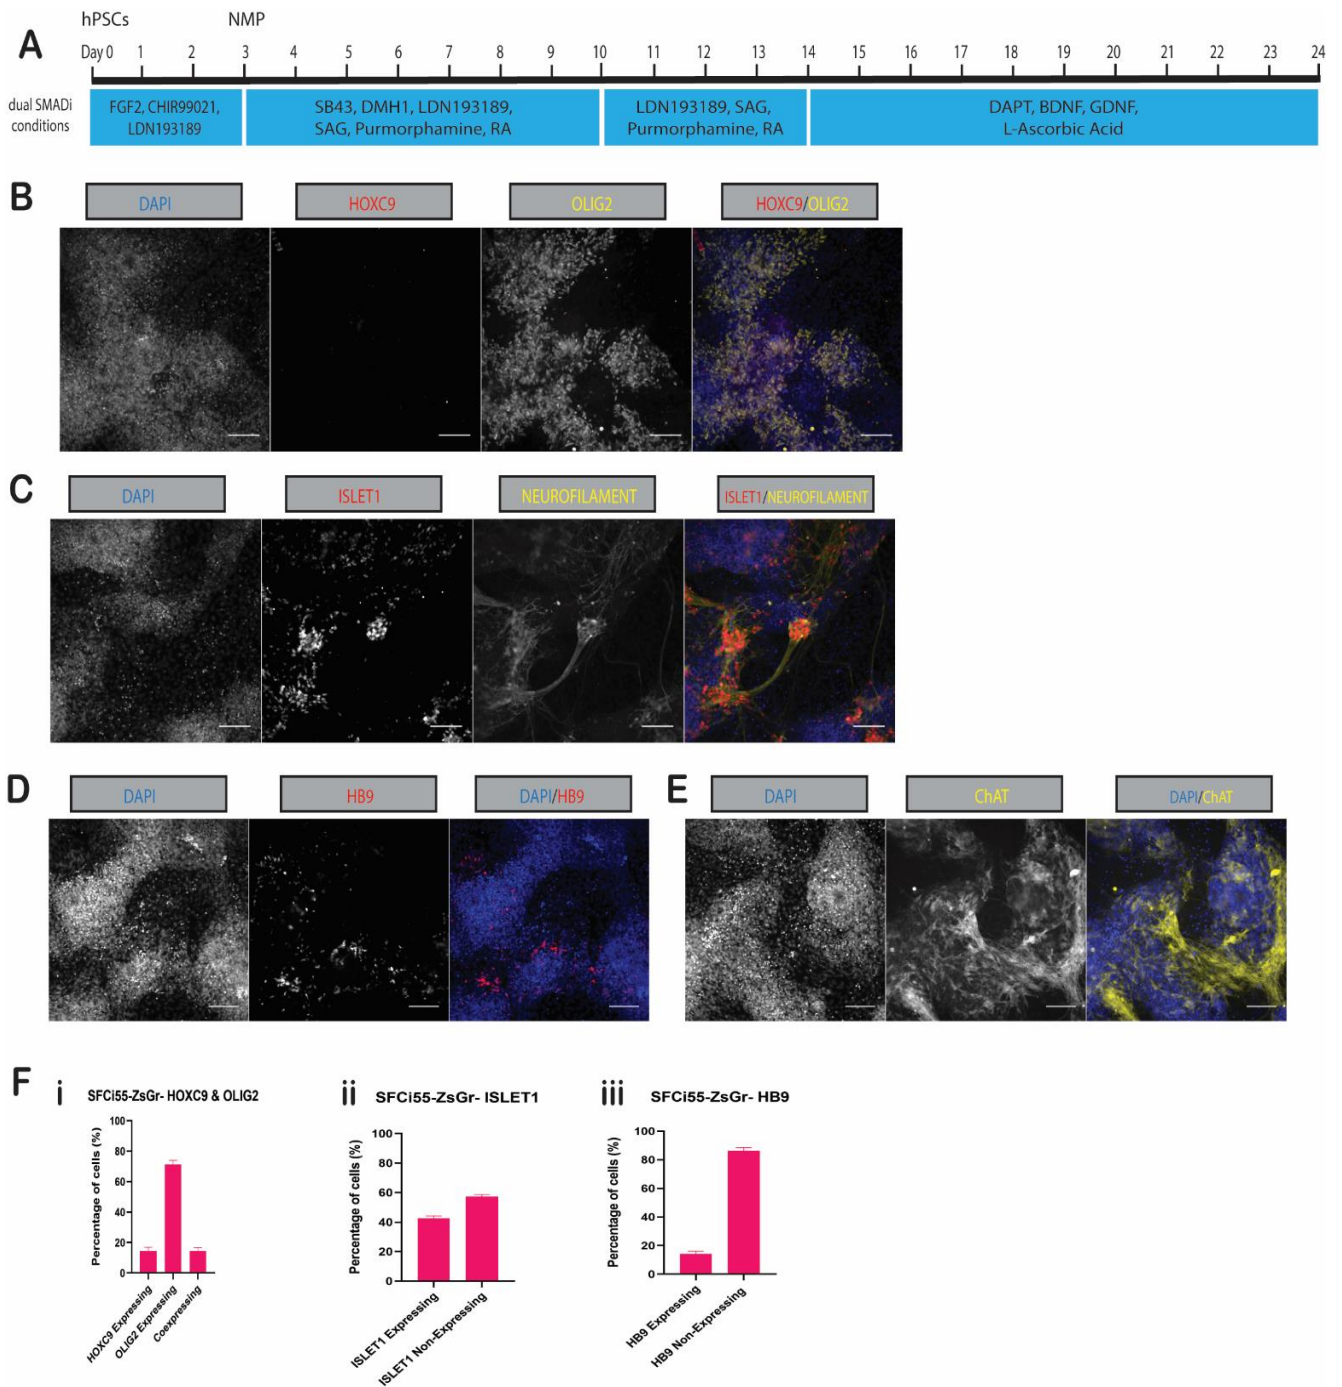 hPSCs NMP
A
Day 0 1 2 3 4 5 6 7 8 9 10 11 12 13 14 15 16 17 18 19 20 21 22 23 24
dual SMADi
conditions
FGF2, CHIR99021,
LDN193189
SB43, DMH1, LDN193189,
SAG, Purmorphamine, RA
LDN193189, SAG,
Purmorphamine, RA
DAPT, BDNF, GDNF,
L-Ascorbic Acid
B
DAPI HOXC9 OLIG2 HOXC9/OLIG2
C
DAPI ISLET1 NEUROFILAMENT ISLET1/NEUROFILAMENT
D
DAPI HB9 DAPI/HB9
E
DAPI ChAT DAPI/ChAT
F
i
SFCi55-ZsGr- HOXC9 & OLIG2
Percentage of cells (%)
100
80
60
40
20
0
HOXC9 Expressing
OLIG2 Expressing
Coexpressing
ii
SFCi55-ZsGr- ISLET1
Percentage of cells (%)
100
80
60
40
20
0
ISLET1 Expressing
ISLET1 Non-Expressing
iii
SFCi55-ZsGr- HB9
Percentage of cells (%)
100
80
60
40
20
0
HB9 Expressing
HB9 Non-Expressing